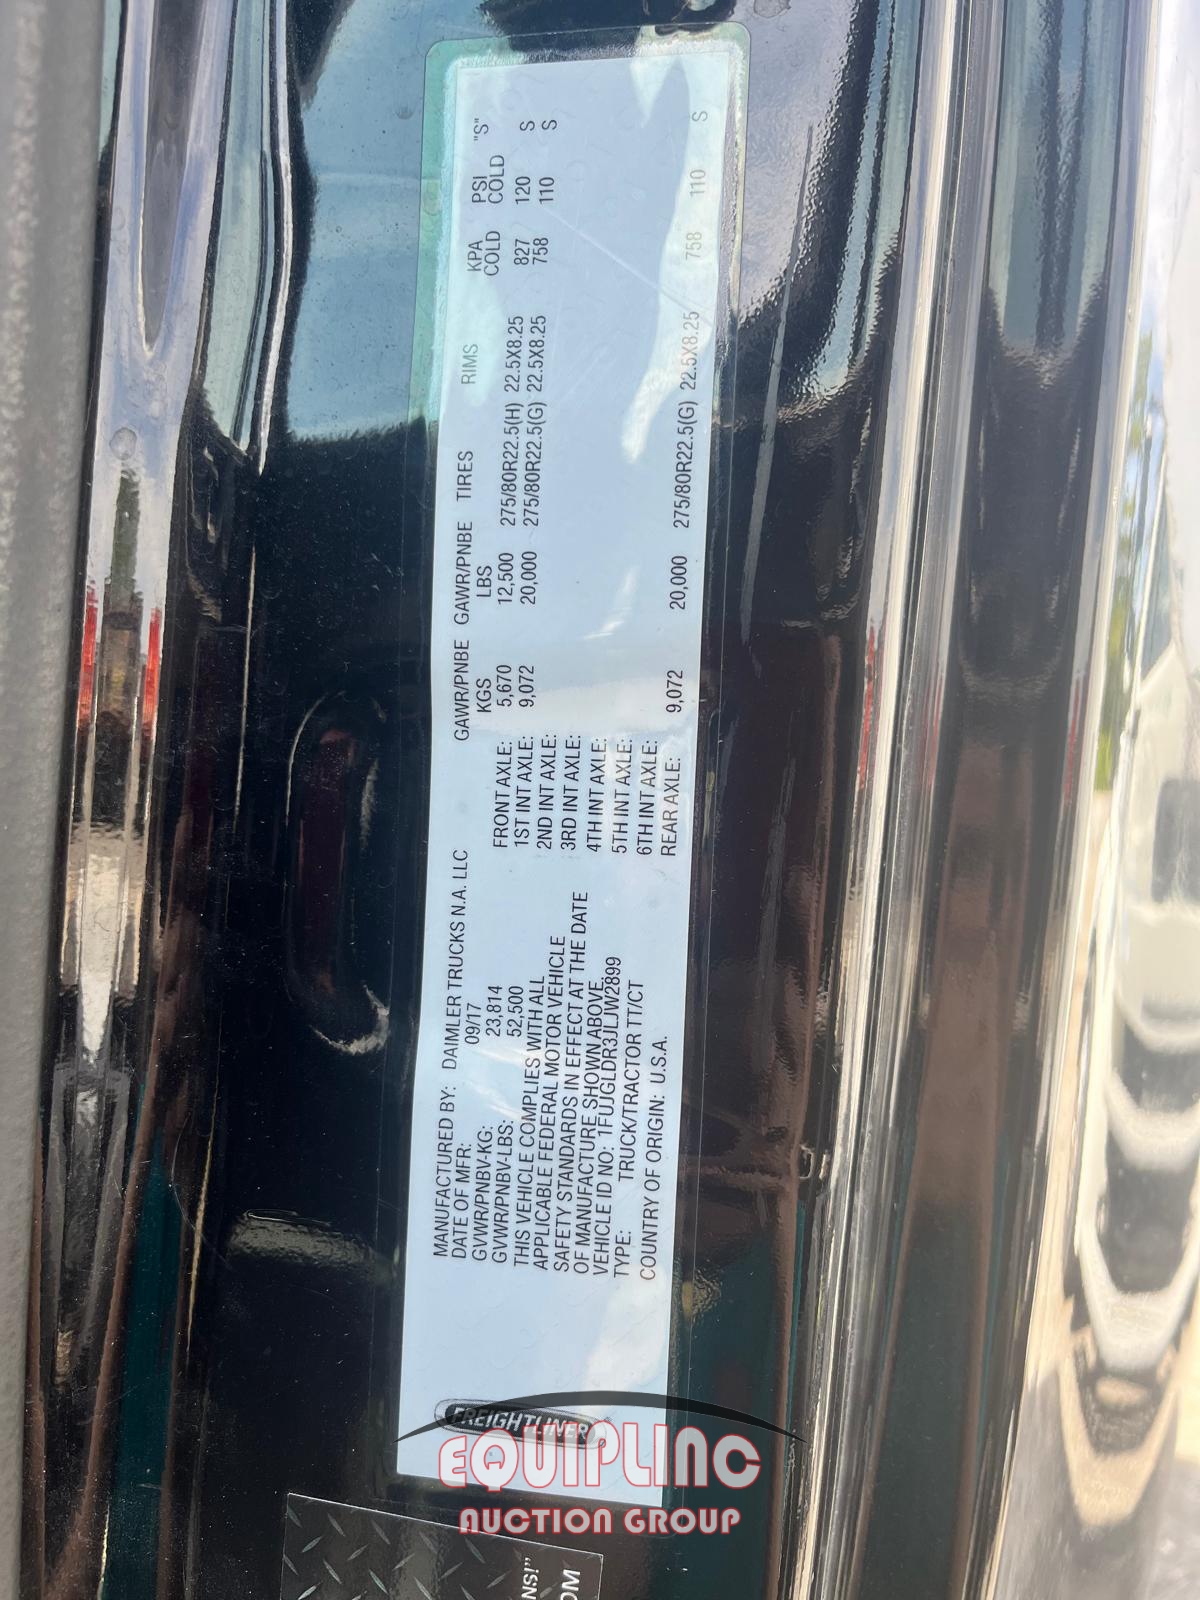 FREIGHTLINER
MANUFACTURED BY: DAIMLER TRUCKS N.A. LLC
DATE OF MFR: 09/17
GVWR/PNBV-KG: 23,814
GVWR/PNBV-LBS: 52,500
THIS VEHICLE COMPLIES WITH ALL
APPLICABLE FEDERAL MOTOR VEHICLE
SAFETY STANDARDS IN EFFECT AT THE DATE
OF MANUFACTURE SHOWN ABOVE
VEHICLE ID NO: 1FUJGLDR3JLJW2899
TYPE: TRUCK/TRACTOR TT/CT
COUNTRY OF ORIGIN: U.S.A.
GAWR/PNBE GAWR/PNBE TIRES RIMS KPA PSI "S"
KGS LBS COLD COLD
FRONT AXLE: 5,670 12,500 275/80R22.5(H) 22.5X8.25 827 120 S
1ST INT AXLE: 9,072 20,000 275/80R22.5(G) 22.5X8.25 758 110 S
2ND INT AXLE:
3RD INT AXLE:
4TH INT AXLE:
5TH INT AXLE:
6TH INT AXLE:
REAR AXLE: 9,072 20,000 275/80R22.5(G) 22.5X8.25 758 110 S
EQUIPLINC
AUCTION GROUP
NS!"
OM